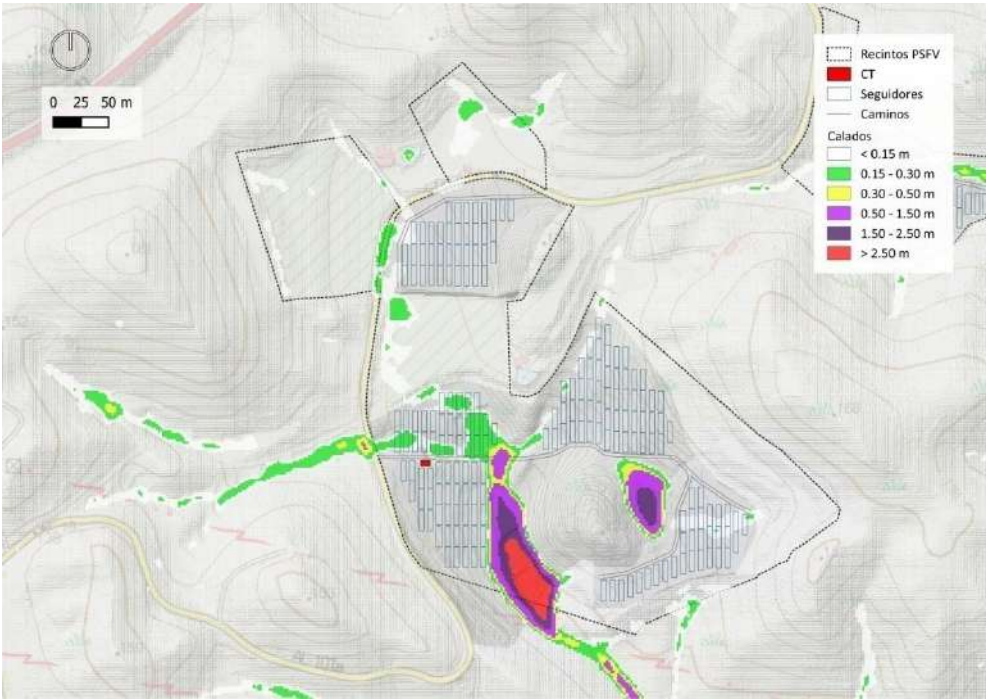 0 25 50 m
Recintos PSFV
CT
Seguidores
Caminos
Calados
< 0.15 m
0.15 - 0.30 m
0.30 - 0.50 m
0.50 - 1.50 m
1.50 - 2.50 m
> 2.50 m